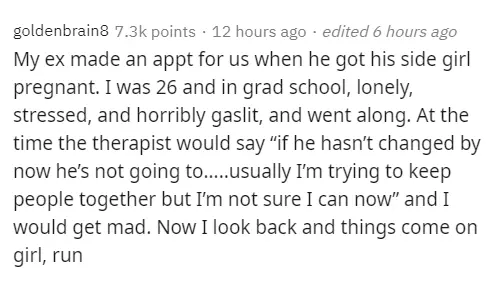 goldenbrain8 7.3k points · 12 hours ago · edited 6 hours ago
My ex made an appt for us when he got his side girl
pregnant. I was 26 and in grad school, lonely,
stressed, and horribly gaslit, and went along. At the
time the therapist would say “if he hasn’t changed by
now he’s not going to.....usually I’m trying to keep
people together but I’m not sure I can now” and I
would get mad. Now I look back and things come on
girl, run